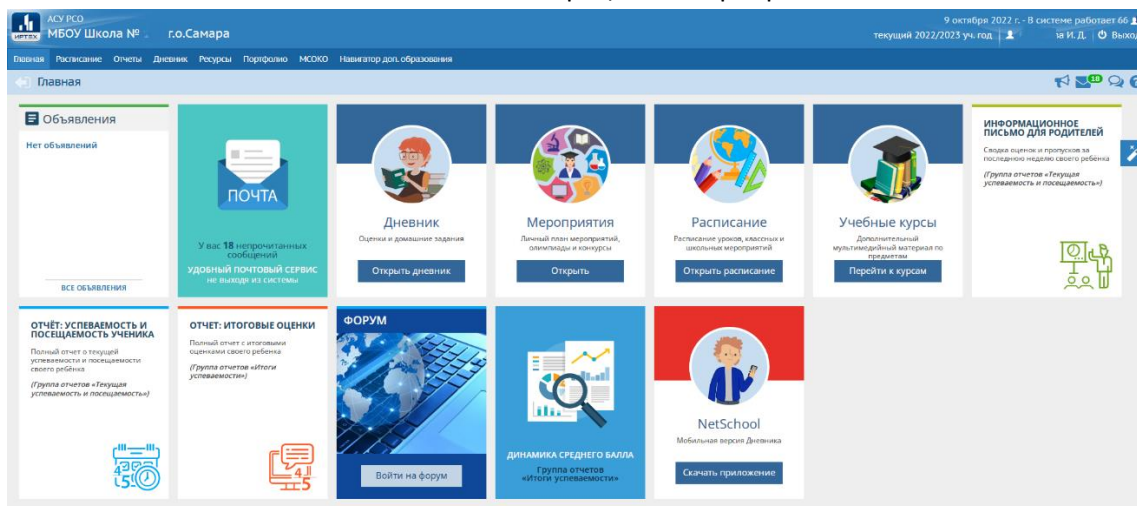 АСУ РСО
ИРТЕХ
МБОУ Школа № г.о.Самара
9 октября 2022 г. - В системе работает 66
текущий 2022/2023 уч. год И. Д. Выход
Главная Расписание Отчеты Дневник Ресурсы Портфолио МСОКО Навигатор доп. образования
Главная
18
Объявления
Нет объявлений
ВСЕ ОБЪЯВЛЕНИЯ
ПОЧТА
У вас 18 непрочитанных
сообщений
УДОБНЫЙ ПОЧТОВЫЙ СЕРВИС
не выходя из системы
Дневник
Оценки и домашние задания
Открыть дневник
Мероприятия
Личный план мероприятий,
олимпиады и конкурсы
Открыть
Расписание
Расписание уроков, классных и
школьных мероприятий
Открыть расписание
Учебные курсы
Дополнительный
мультимедийный материал по
предметам
Перейти к курсам
ИНФОРМАЦИОННОЕ
ПИСЬМО ДЛЯ РОДИТЕЛЕЙ
Сводка оценок и пропусков за
последнюю неделю своего ребёнка
(Группа отчетов «Текущая
успеваемость и посещаемость»)
ОТЧЁТ: УСПЕВАЕМОСТЬ И
ПОСЕЩАЕМОСТЬ УЧЕНИКА
Полный отчет о текущей
успеваемости и посещаемости
своего ребёнка
(Группа отчетов «Текущая
успеваемость и посещаемость»)
ОТЧЕТ: ИТОГОВЫЕ ОЦЕНКИ
Полный отчет с итоговыми
оценками своего ребенка
(Группа отчетов «Итоги
успеваемости»)
ФОРУМ
Войти на форум
ДИНАМИКА СРЕДНЕГО БАЛЛА
Группа отчетов
«Итоги успеваемости»
NetSchool
Мобильная версия Дневника
Скачать приложение